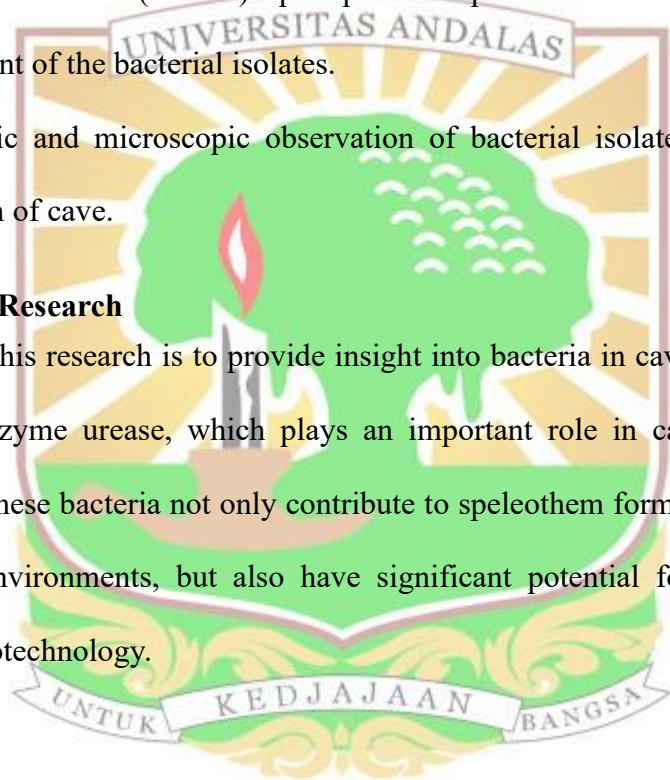 UNIVERSITAS ANDALAS
nt of the bacterial isolates.
ic and microscopic observation of bacterial isolate
of cave.
Research
his research is to provide insight into bacteria in cav
zyme urease, which plays an important role in ca
hese bacteria not only contribute to speleothem form
nvironments, but also have significant potential fo
otechnology.
UNTUK KEDJAJAAN BANGSA